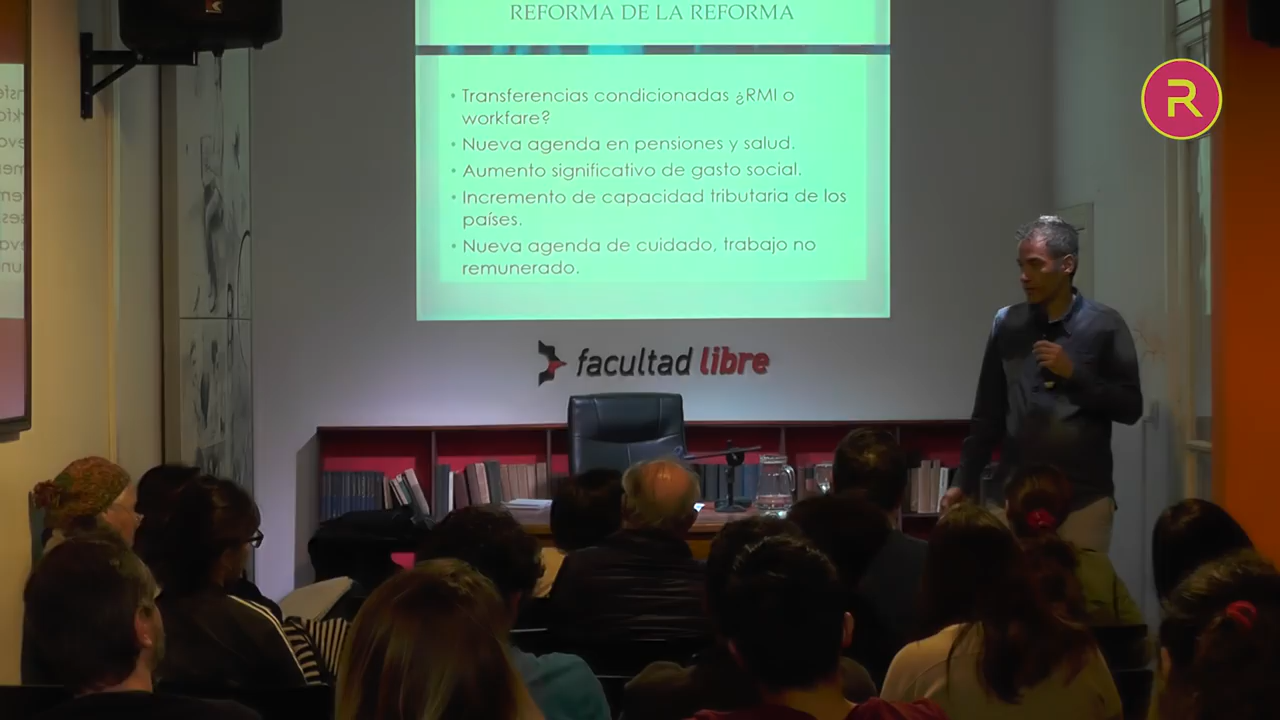 REFORMA DE LA REFORMA
• Transferencias condicionadas ¿RMI o
workfare?
• Nueva agenda en pensiones y salud.
• Aumento significativo de gasto social.
• Incremento de capacidad tributaria de los
países.
• Nueva agenda de cuidado, trabajo no
remunerado.
facultad libre
R